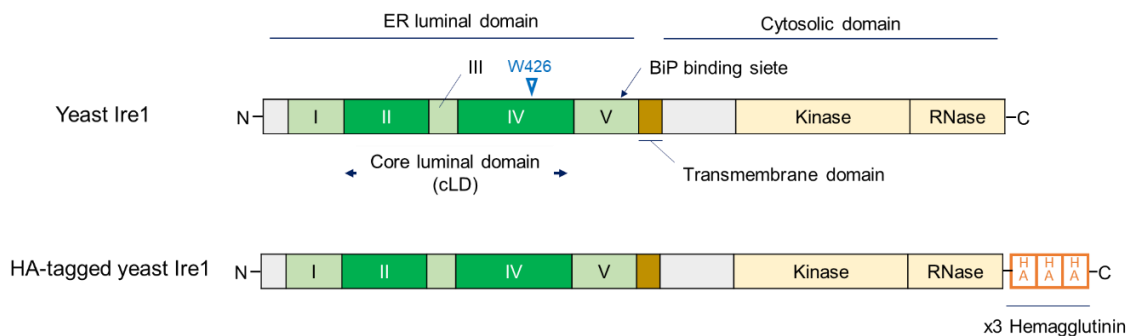 ER luminal domain
Cytosolic domain
III
W426
BiP binding siete
Yeast Ire1
N
I
II
IV
V
Kinase
RNase
C
Core luminal domain
(cLD)
Transmembrane domain
HA-tagged yeast Ire1
N
I
II
IV
V
Kinase
RNase
H H H
A A A
C
x3 Hemagglutinin